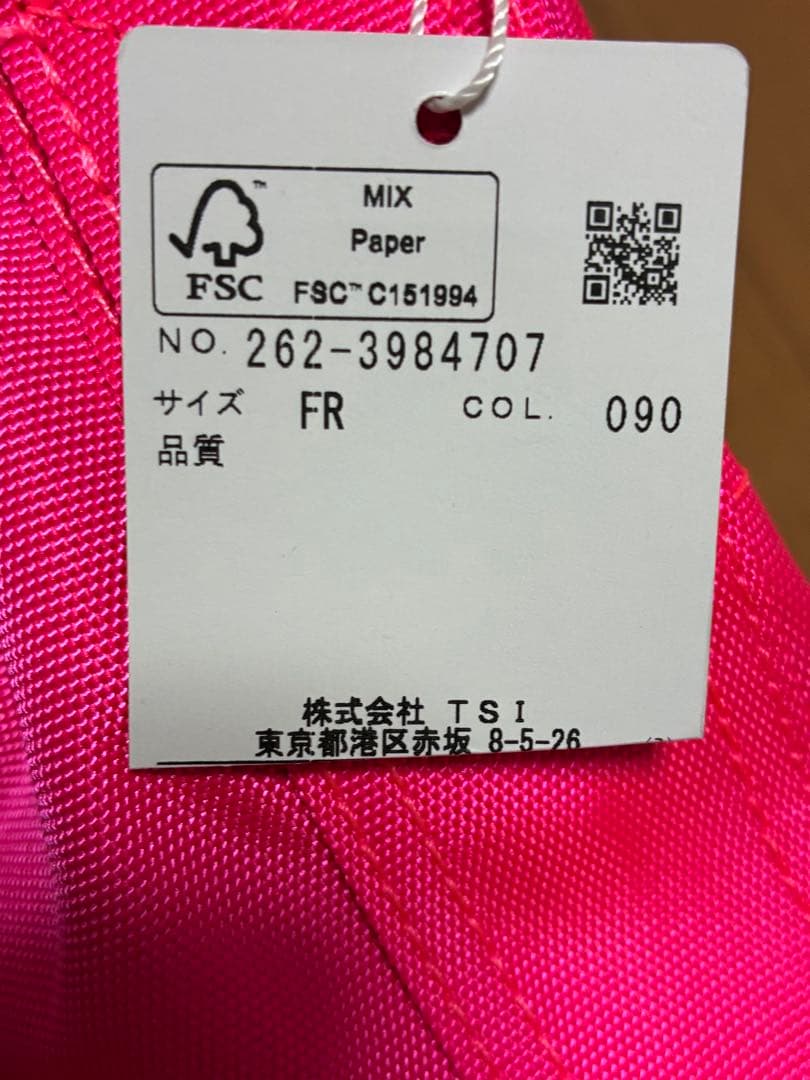 MIX
Paper
FSC™
FSC™ C151994
NO. 262-3984707
サイズ FR COL. 090
品質
株式会社 TSI
東京都港区赤坂 8-5-26